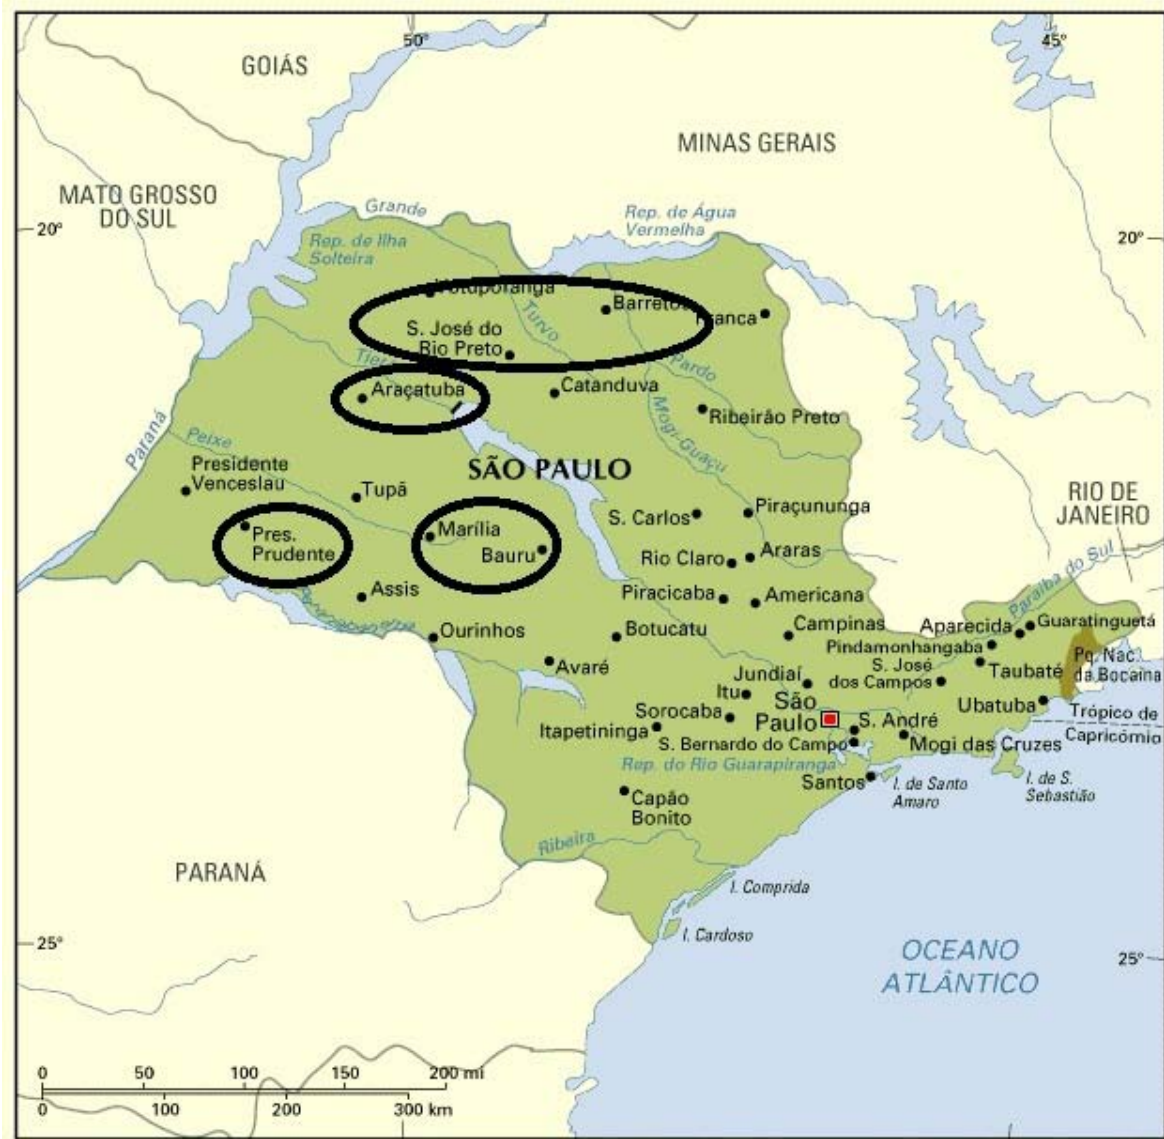 50°
45°
GOIÁS
MINAS GERAIS
MATO GROSSO
DO SUL
Grande
Rep. de Água
Vermelha
20°
20°
Rep. de Ilha
Solteira
Votuporanga
Barretos
Franca
Turvo
S. José do
Rio Preto
Tietê
Pardo
Araçatuba
Catanduva
Ribeirão Preto
Mogi-Guaçu
Paraná
Peixe
SÃO PAULO
Presidente
Venceslau
Tupã
RIO DE
JANEIRO
S. Carlos
Piraçununga
Marília
Pres.
Prudente
Bauru
Rio Claro
Araras
Paraíba do Sul
Assis
Piracicaba
Americana
Paranapanema
Ourinhos
Botucatu
Campinas
Aparecida
Guaratinguetá
Pindamonhangaba
Avaré
Jundiaí
S. José
dos Campos
Taubaté
Pq. Nac.
da Bocaina
Itu
São
Paulo
Ubatuba
Sorocaba
Itapetininga
S. André
Trópico de
Capricómio
S. Bernardo do Campo
Mogi das Cruzes
Rep. do Rio Guarapiranga
Santos
I. de Santo
Amaro
I. de S.
Sebastião
Capão
Bonito
Ribeira
PARANÁ
I. Comprida
I. Cardoso
OCEANO
ATLÂNTICO
25°
25°
0 50 100 150 200 mi
0 100 200 300 km